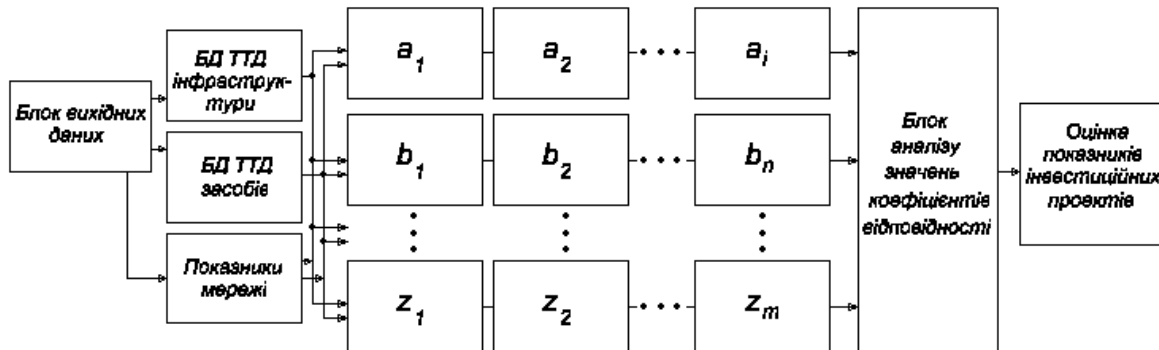 Блок вихідних
даних
БД ТТД
інфраструк-
тури
БД ТТД
засобів
Показники
мережі
a1
a2
ai
b1
b2
bn
z1
z2
zm
Блок
аналізу
значень
коефіцієнтів
відповідності
Оцінка
показників
інвестиційних
проектів